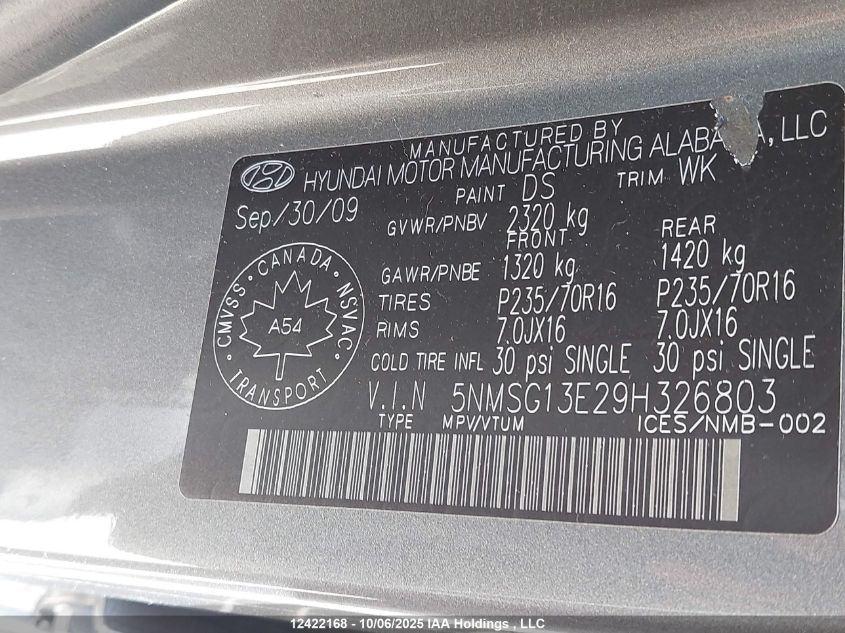 MANUFACTURED BY
HYUNDAI MOTOR MANUFACTURING ALABA A, LLC
PAINT DS TRIM WK
Sep/30/09
GVWR/PNBV 2320 kg
FRONT REAR
GAWR/PNBE 1320 kg 1420 kg
TIRES P235/70R16 P235/70R16
RIMS 7.0JX16 7.0JX16
COLD TIRE INFL 30 psi SINGLE 30 psi SINGLE
CANADA
CMVSS NSVAC
A54
TRANSPORT
V.I.N 5NMSG13E29H326803
TYPE MPV/VTUM ICES/NMB-002
12422168 - 10/06/2025 IAA Holdings , LLC